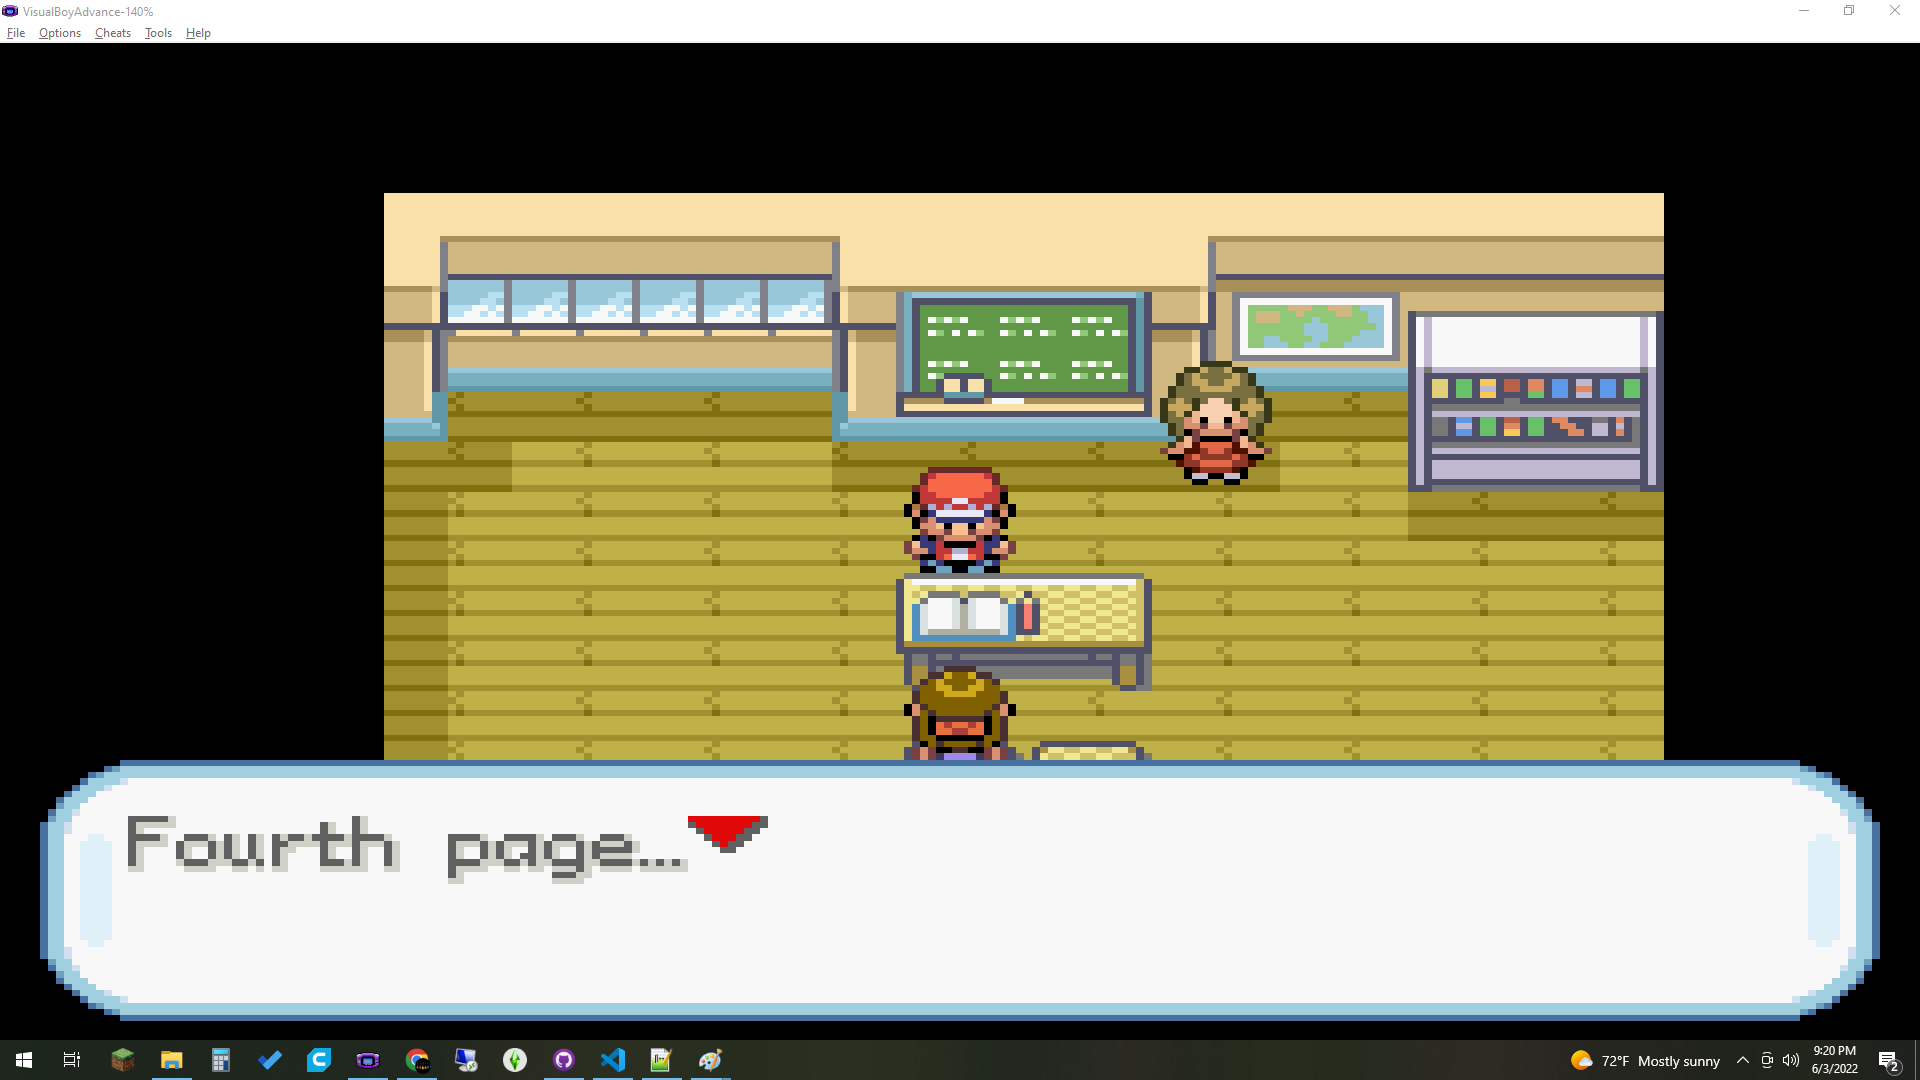 VisualBoyAdvance-140%
File Options Cheats Tools Help
Fourth page...
72°F Mostly sunny
9:20 PM
6/3/2022
2